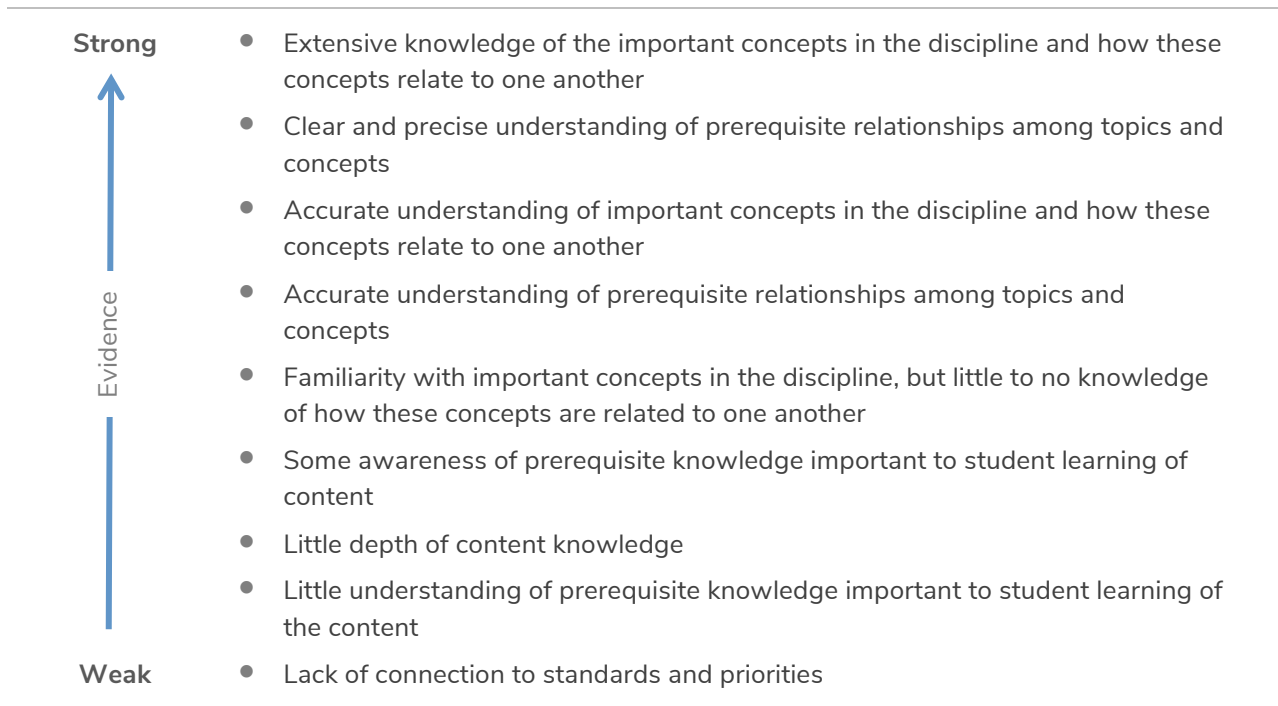 Strong
● Extensive knowledge of the important concepts in the discipline and how these
concepts relate to one another
● Clear and precise understanding of prerequisite relationships among topics and
concepts
● Accurate understanding of important concepts in the discipline and how these
concepts relate to one another
● Accurate understanding of prerequisite relationships among topics and
concepts
Evidence
● Familiarity with important concepts in the discipline, but little to no knowledge
of how these concepts are related to one another
● Some awareness of prerequisite knowledge important to student learning of
content
● Little depth of content knowledge
● Little understanding of prerequisite knowledge important to student learning of
the content
Weak
● Lack of connection to standards and priorities